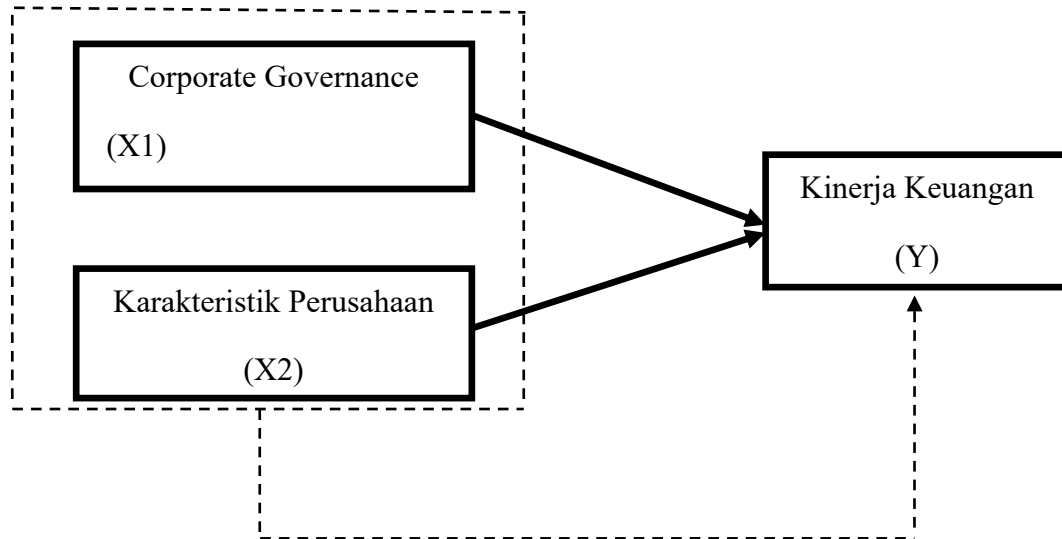 Corporate Governance
(X1)
Kinerja Keuangan
(Y)
Karakteristik Perusahaan
(X2)